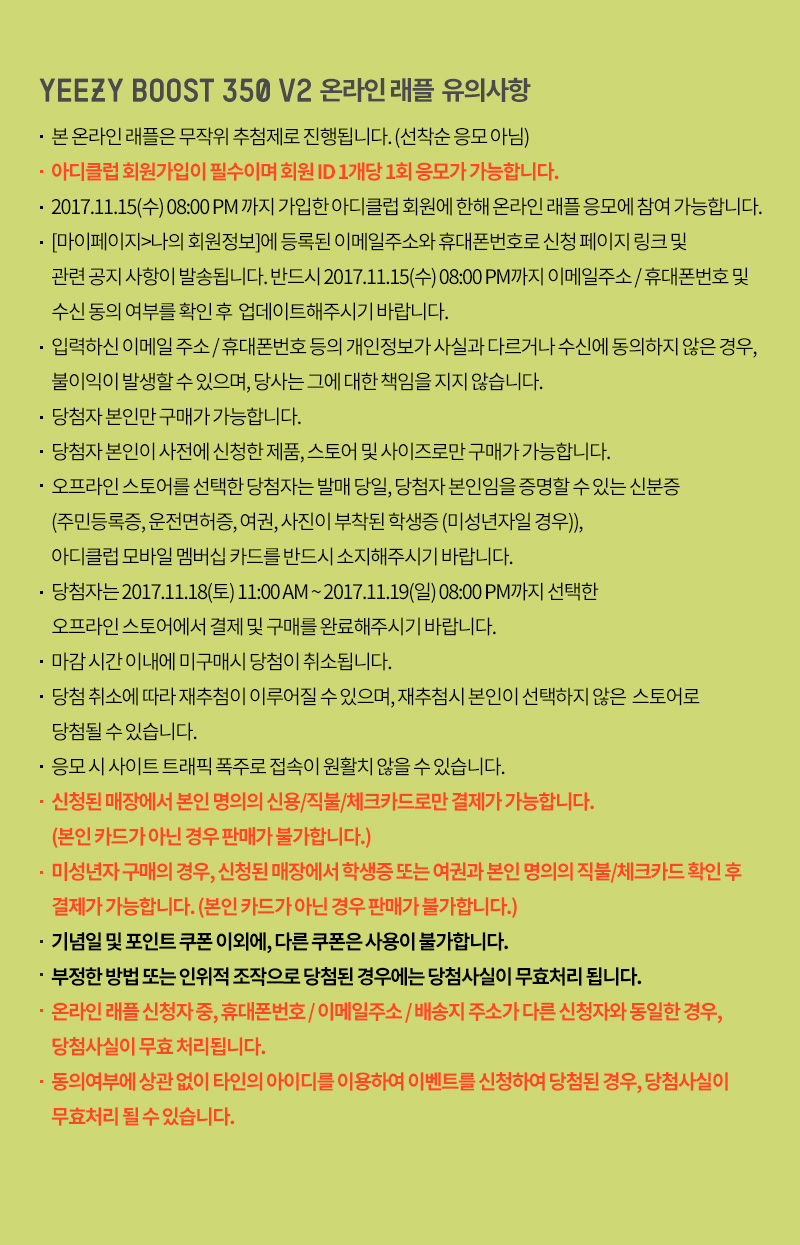 YEEZY BOOST 350 V2 온라인 래플 유의사항
· 본 온라인 래플은 무작위 추첨제로 진행됩니다. (선착순 응모 아님)
· 아디클럽 회원가입이 필수이며 회원 ID 1개당 1회 응모가 가능합니다.
· 2017.11.15(수) 08:00 PM 까지 가입한 아디클럽 회원에 한해 온라인 래플 응모에 참여 가능합니다.
· [마이페이지>나의 회원정보]에 등록된 이메일주소와 휴대폰번호로 신청 페이지 링크 및
관련 공지 사항이 발송됩니다. 반드시 2017.11.15(수) 08:00 PM까지 이메일주소 / 휴대폰번호 및
수신 동의 여부를 확인 후 업데이트해주시기 바랍니다.
· 입력하신 이메일 주소 / 휴대폰번호 등의 개인정보가 사실과 다르거나 수신에 동의하지 않은 경우,
불이익이 발생할 수 있으며, 당사는 그에 대한 책임을 지지 않습니다.
· 당첨자 본인만 구매가 가능합니다.
· 당첨자 본인이 사전에 신청한 제품, 스토어 및 사이즈로만 구매가 가능합니다.
· 오프라인 스토어를 선택한 당첨자는 발매 당일, 당첨자 본인임을 증명할 수 있는 신분증
(주민등록증, 운전면허증, 여권, 사진이 부착된 학생증 (미성년자일 경우)),
아디클럽 모바일 멤버십 카드를 반드시 소지해주시기 바랍니다.
· 당첨자는 2017.11.18(토) 11:00 AM ~ 2017.11.19(일) 08:00 PM까지 선택한
오프라인 스토어에서 결제 및 구매를 완료해주시기 바랍니다.
· 마감 시간 이내에 미구매시 당첨이 취소됩니다.
· 당첨 취소에 따라 재추첨이 이루어질 수 있으며, 재추첨시 본인이 선택하지 않은 스토어로
당첨될 수 있습니다.
· 응모 시 사이트 트래픽 폭주로 접속이 원활치 않을 수 있습니다.
· 신청된 매장에서 본인 명의의 신용/직불/체크카드로만 결제가 가능합니다.
(본인 카드가 아닌 경우 판매가 불가합니다.)
· 미성년자 구매의 경우, 신청된 매장에서 학생증 또는 여권과 본인 명의의 직불/체크카드 확인 후
결제가 가능합니다. (본인 카드가 아닌 경우 판매가 불가합니다.)
· 기념일 및 포인트 쿠폰 이외에, 다른 쿠폰은 사용이 불가합니다.
· 부정한 방법 또는 인위적 조작으로 당첨된 경우에는 당첨사실이 무효처리 됩니다.
· 온라인 래플 신청자 중, 휴대폰번호 / 이메일주소 / 배송지 주소가 다른 신청자와 동일한 경우,
당첨사실이 무효 처리됩니다.
· 동의여부에 상관 없이 타인의 아이디를 이용하여 이벤트를 신청하여 당첨된 경우, 당첨사실이
무효처리 될 수 있습니다.